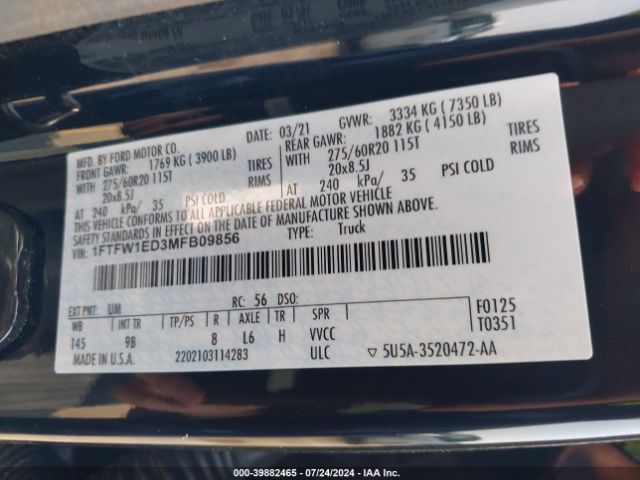 MFD. BY FORD MOTOR CO.
DATE: 03/21 GVWR: 3334 KG ( 7350 LB)
FRONT GAWR: 1769 KG ( 3900 LB) REAR GAWR: 1882 KG ( 4150 LB)
WITH 275/60R20 115T TIRES WITH 275/60R20 115T TIRES
20x8.5J RIMS 20x8.5J RIMS
AT 240 kPa/ 35 PSI COLD AT 240 kPa/ 35 PSI COLD
THIS VEHICLE CONFORMS TO ALL APPLICABLE FEDERAL MOTOR VEHICLE
SAFETY STANDARDS IN EFFECT ON THE DATE OF MANUFACTURE SHOWN ABOVE.
VIN: 1FTFW1ED3MFB09856 TYPE: Truck
EXT PNT: UM RC: 56 DSO:
WB INT TR TP/PS R AXLE TR SPR F0125
145 9B 8 L6 H VVCC T0351
MADE IN U.S.A. 2202103114283 ULC ▽ 5U5A-3520472-AA
000-39882465 - 07/24/2024 - IAA Inc.